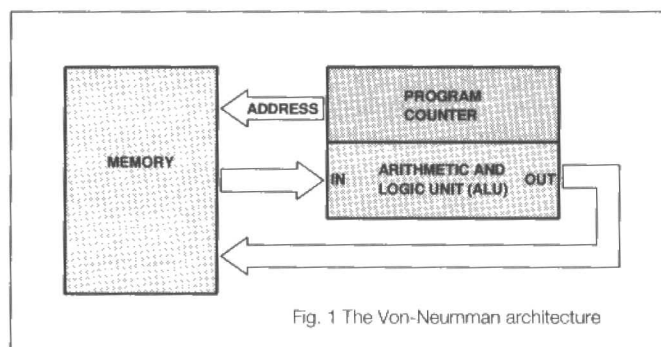 ADDRESS
PROGRAM
COUNTER
MEMORY
IN
ARITHMETIC AND
LOGIC UNIT (ALU)
OUT
Fig. 1 The Von-Neumman architecture